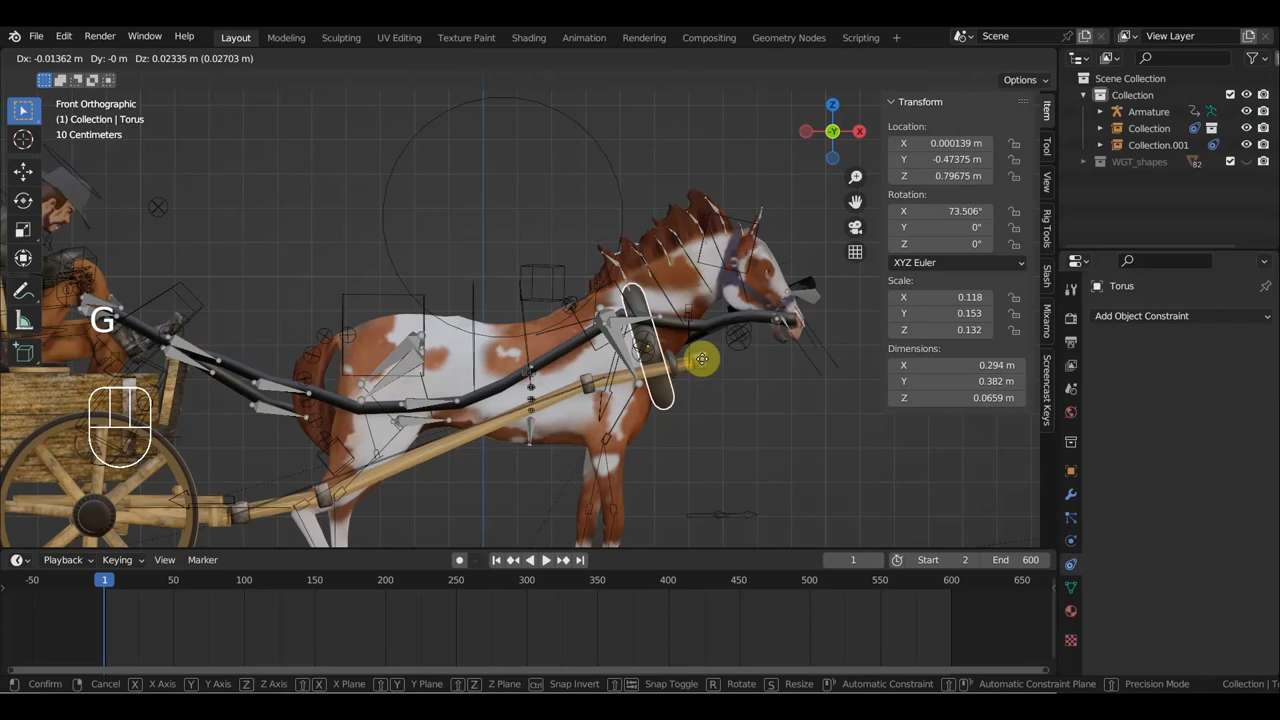 File Edit Render Window Help Layout Modeling Sculpting UV Editing Texture Paint Shading Animation Rendering Compositing Geometry Nodes Scripting + Scene View Layer
Dx: -0.01362 m Dy: -0 m Dz: 0.02335 m (0.02703 m)
Options
Front Orthographic
(1) Collection | Torus
10 Centimeters
Z
X
-Y
Transform
Location:
X 0.000139 m
Y -0.47375 m
Z 0.79675 m
Rotation:
X 73.506°
Y 0°
Z 0°
XYZ Euler
Scale:
X 0.118
Y 0.153
Z 0.132
Dimensions:
X 0.294 m
Y 0.382 m
Z 0.0659 m
Item
Tool
View
Rig Tools
Slash
Mixamo
Screencast Keys
Scene Collection
Collection
Armature
Collection
Collection.001
WGT_shapes 82
Torus
Add Object Constraint
G
Playback Keying View Marker 1 Start 2 End 600
-50 1 50 100 150 200 250 300 350 400 450 500 550 600 650
Confirm Cancel X X Axis Y Y Axis Z Z Axis X X Plane Y Y Plane Z Z Plane Ctrl Snap Invert Snap Toggle R Rotate S Resize Automatic Constraint Automatic Constraint Plane Precision Mode Collection | T